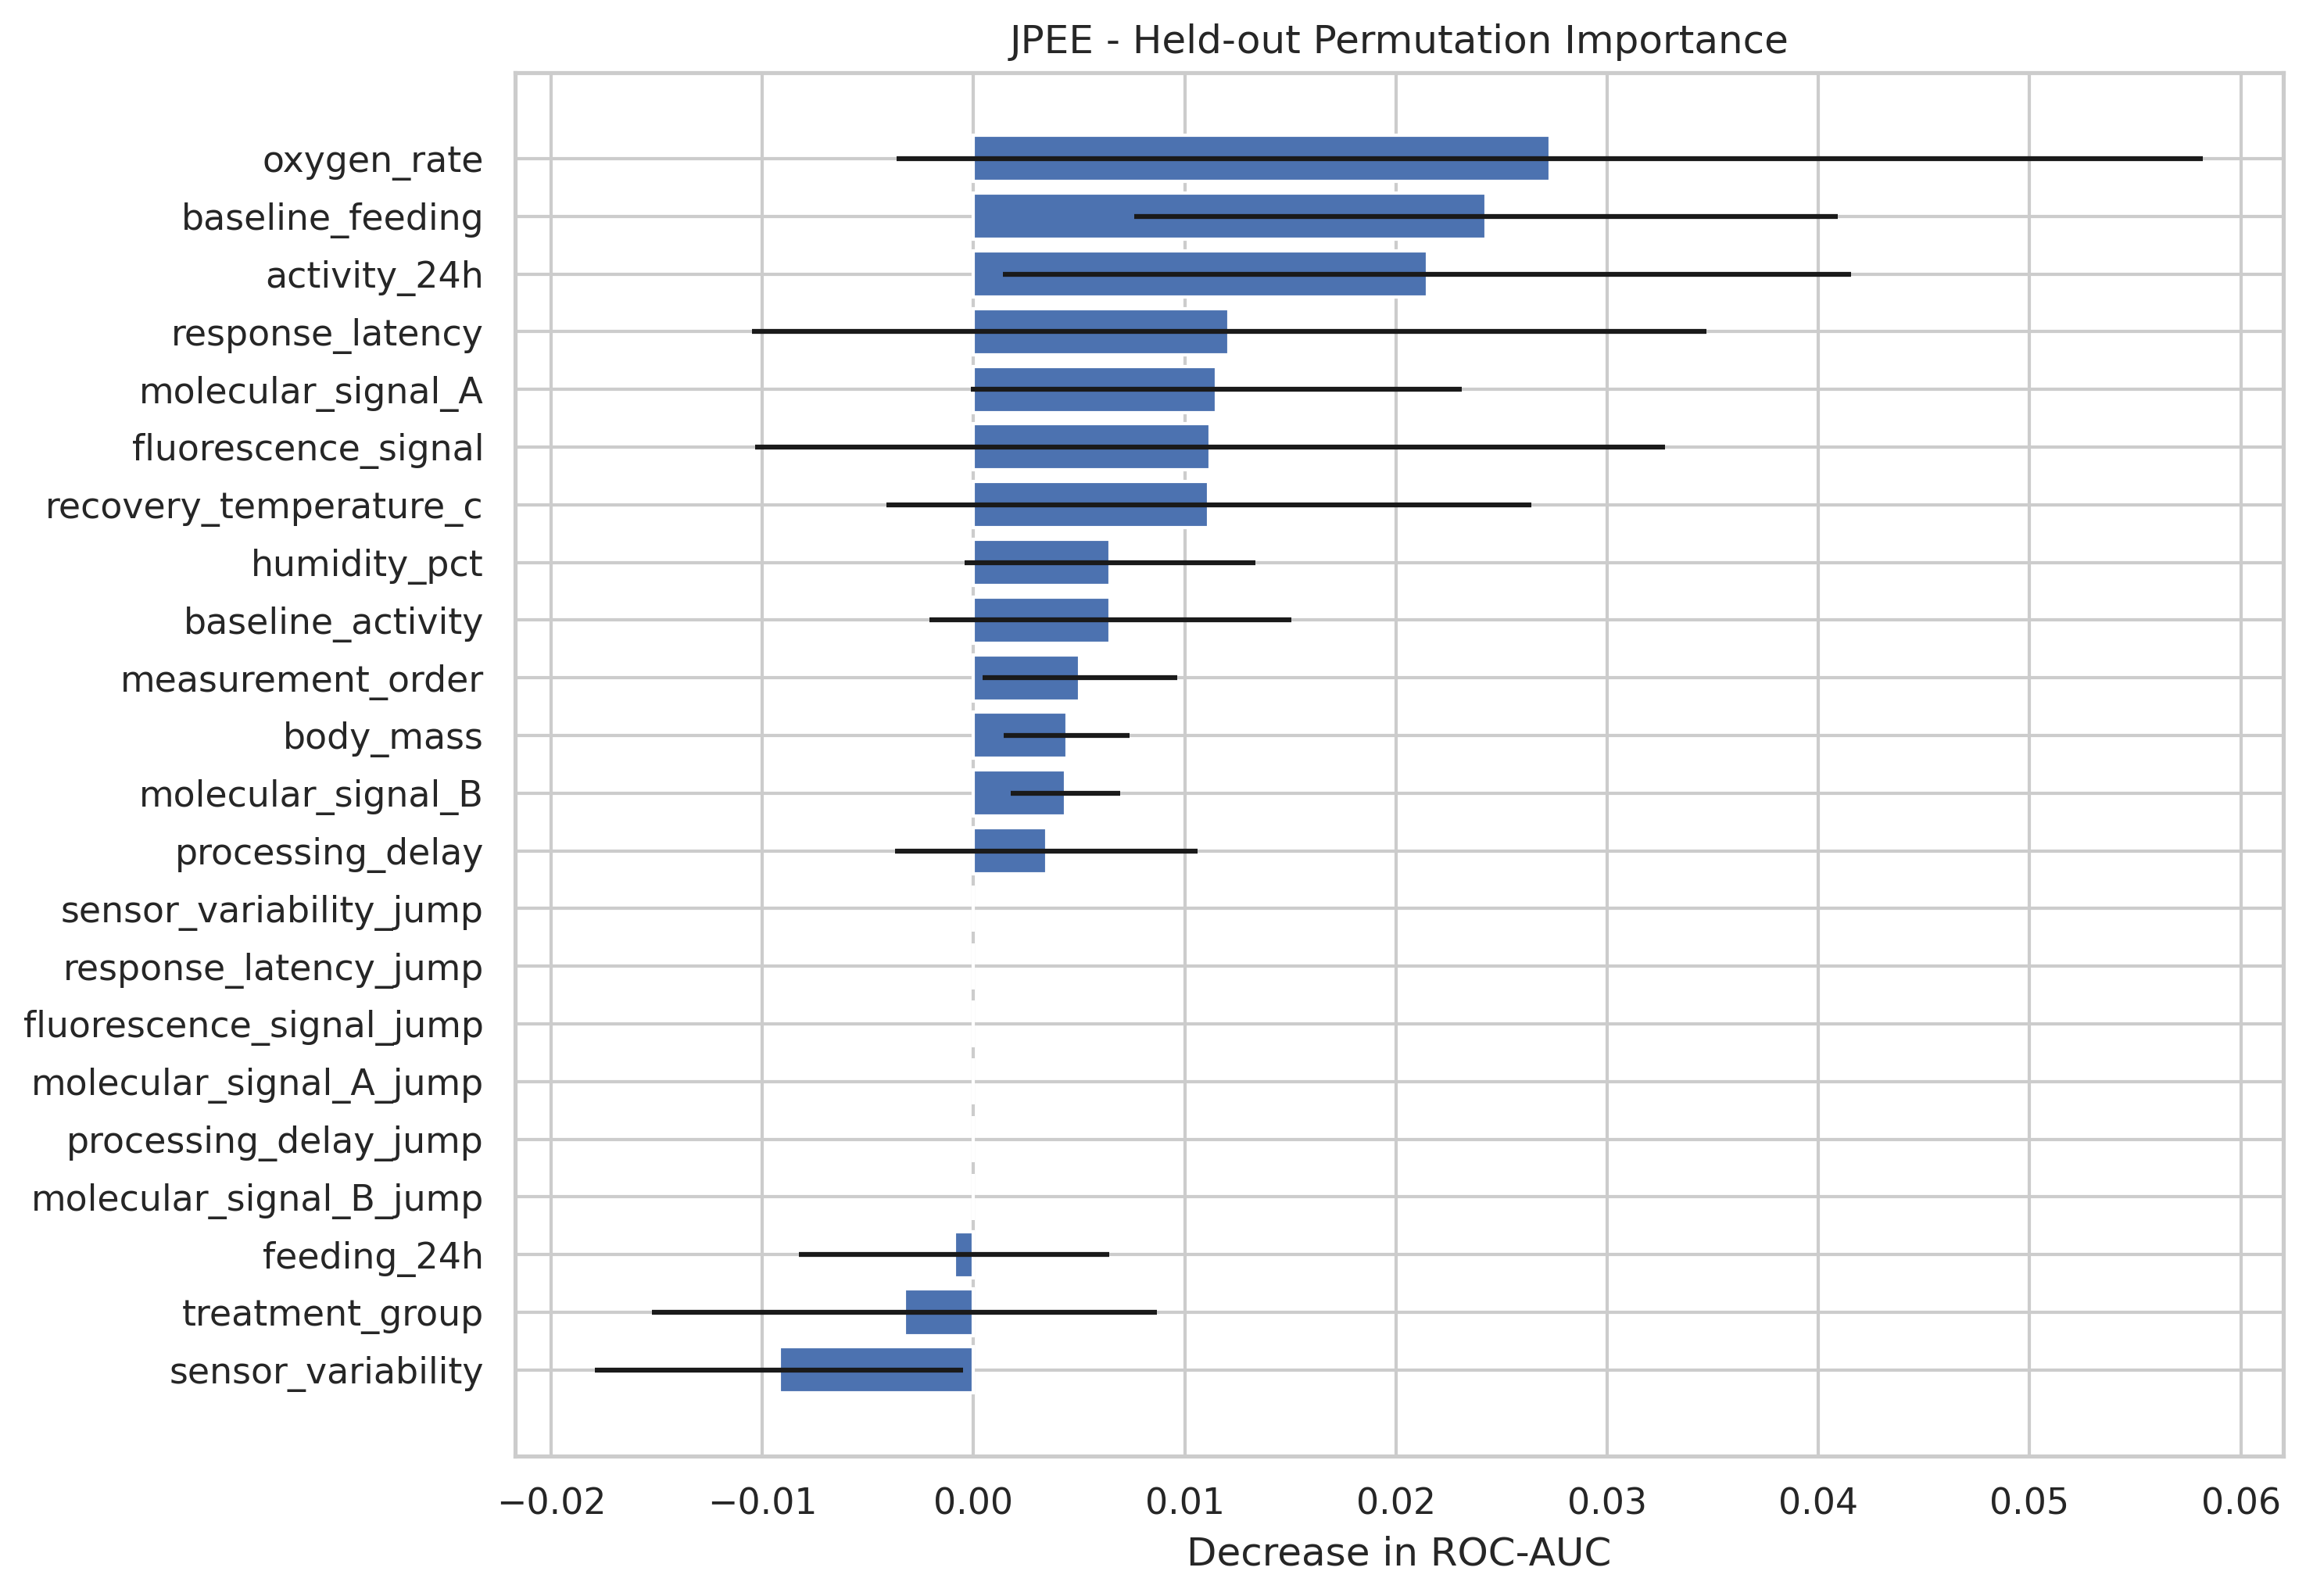 JPEE - Held-out Permutation Importance
oxygen_rate
baseline_feeding
activity_24h
response_latency
molecular_signal_A
fluorescence_signal
recovery_temperature_c
humidity_pct
baseline_activity
measurement_order
body_mass
molecular_signal_B
processing_delay
sensor_variability_jump
response_latency_jump
fluorescence_signal_jump
molecular_signal_A_jump
processing_delay_jump
molecular_signal_B_jump
feeding_24h
treatment_group
sensor_variability
−0.02 −0.01 0.00 0.01 0.02 0.03 0.04 0.05 0.06
Decrease in ROC-AUC